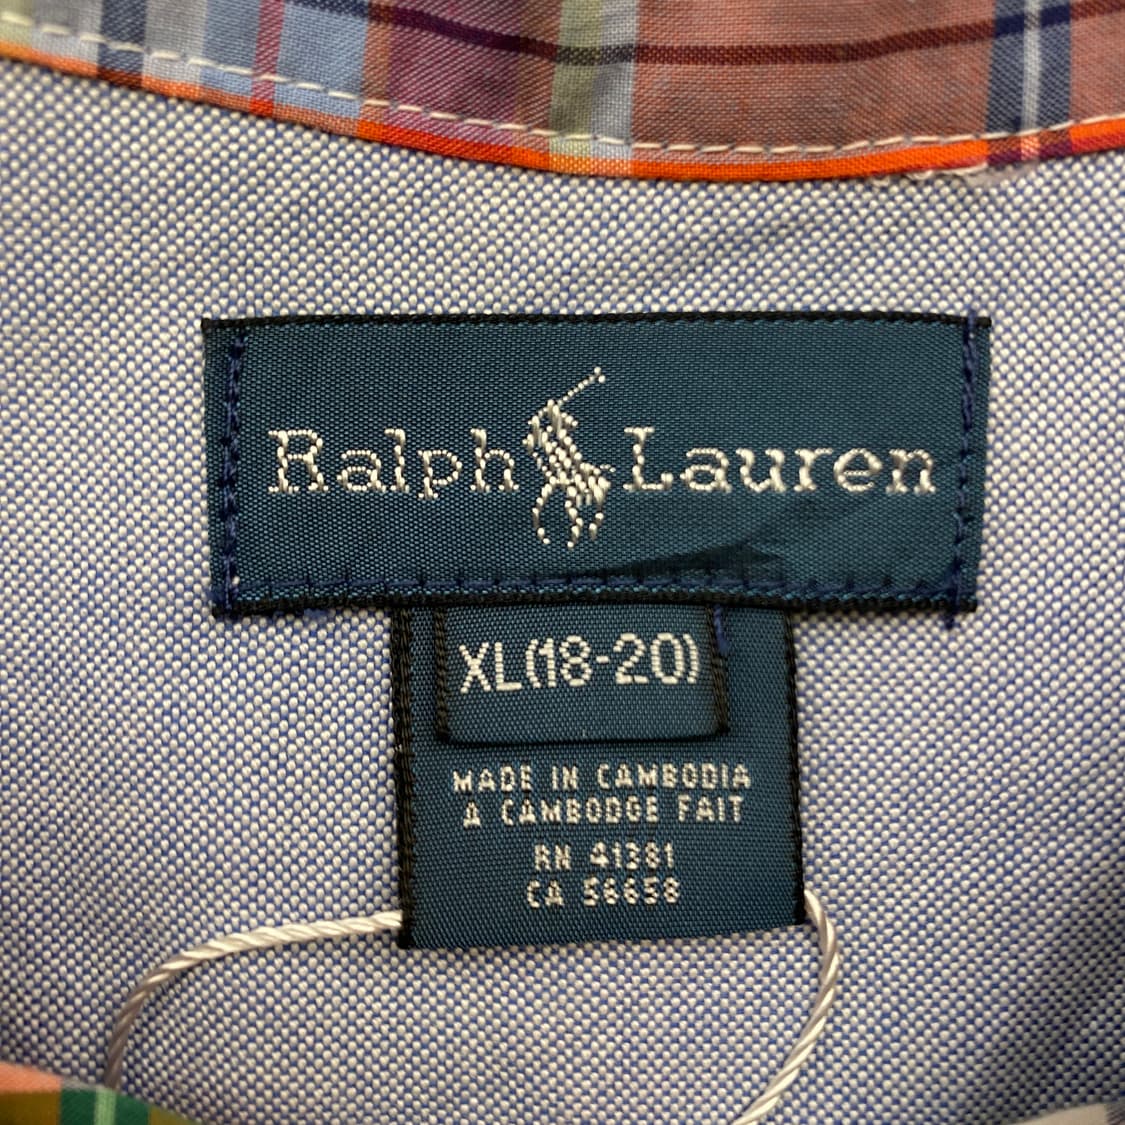 Ralph Lauren
XL(18-20)
MADE IN CAMBODIA
A CAMBODGE FAIT
RN 41381
CA 56658